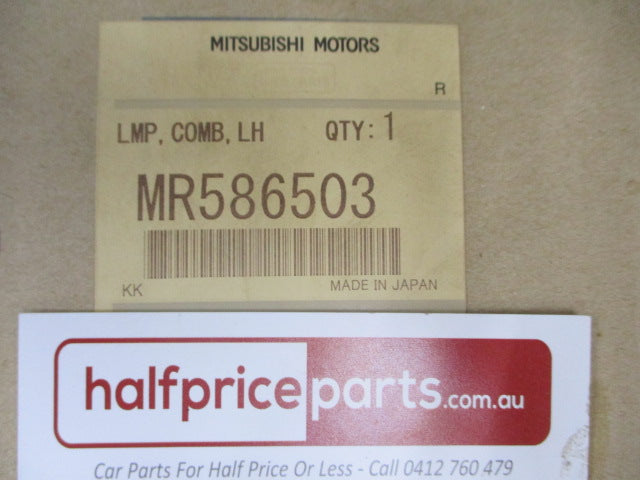 MITSUBISHI MOTORS
R
LMP, COMB, LH QTY: 1
MR586503
KK MADE IN JAPAN
halfpriceparts.com.au
Car Parts For Half Price Or Less - Call 0412 760 479